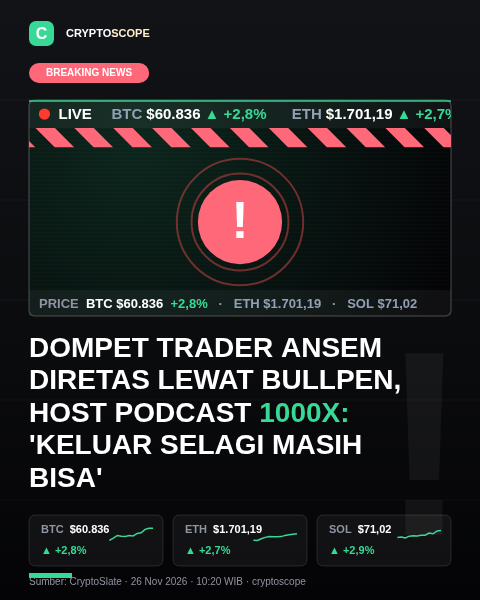 C CRYPTOSCOPE
BREAKING NEWS
LIVE BTC $60.836 ▲ +2,8% ETH $1.701,19 ▲ +2,7%
!
PRICE BTC $60.836 +2,8% · ETH $1.701,19 · SOL $71,02
DOMPET TRADER ANSEM
DIRETAS LEWAT BULLPEN,
HOST PODCAST 1000X:
'KELUAR SELAGI MASIH
BISA'
!
BTC $60.836 ETH $1.701,19 SOL $71,02
▲ +2,8% ▲ +2,7% ▲ +2,9%
Sumber: CryptoSlate · 26 Nov 2026 · 10:20 WIB · cryptoscope